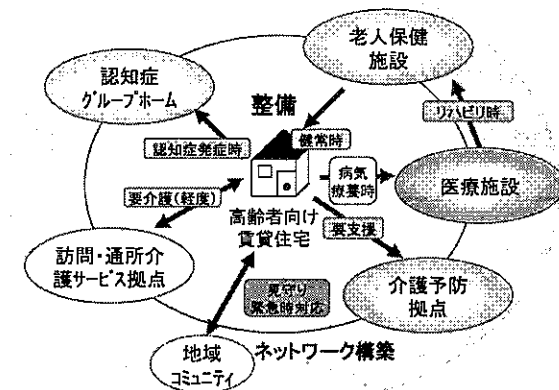 老人保健
施設
認知症
グループホーム
整備
リハビリ時
健常時
認知症発症時
病気
療養時
医療施設
要介護(軽度)
高齢者向け
賃貸住宅
要支援
訪問・通所介
護サービス拠点
介護予防
拠点
見守り
緊急時対応
地域
コミュニティ
ネットワーク構築